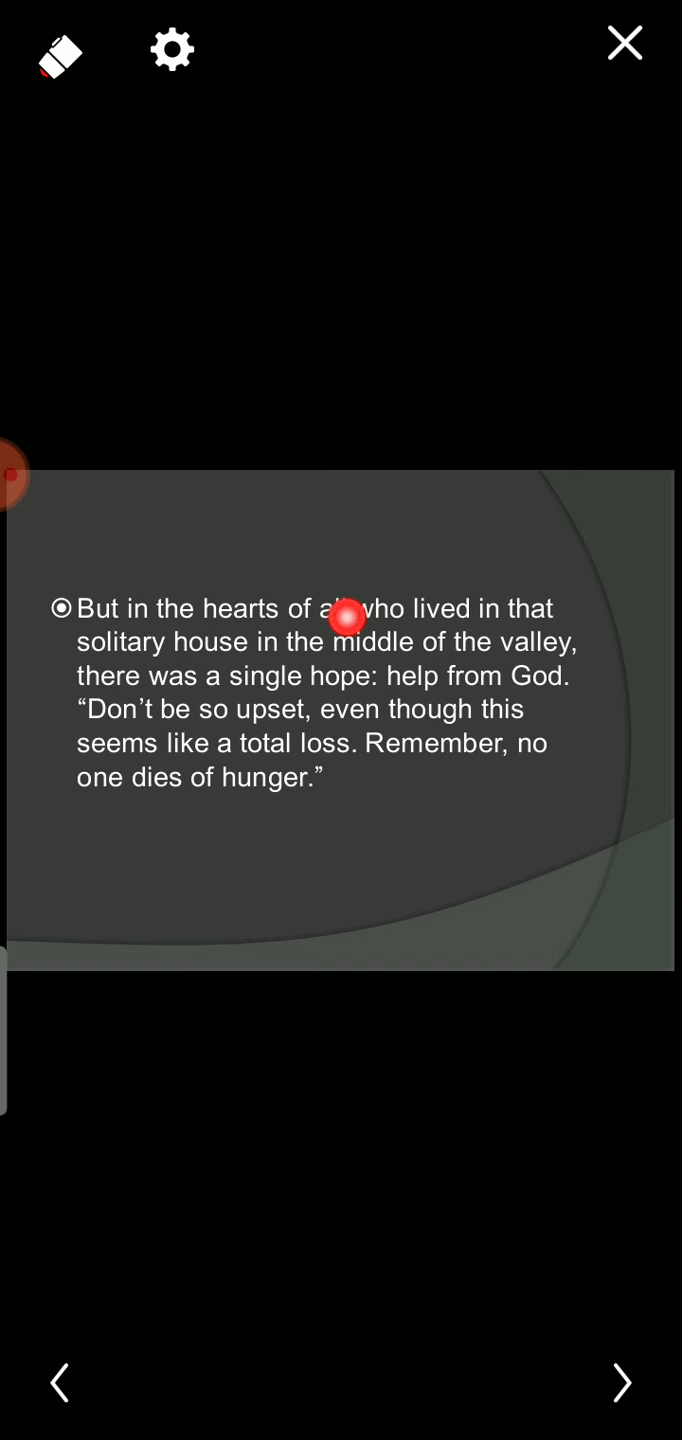 But in the hearts of all who lived in that
solitary house in the middle of the valley,
there was a single hope: help from God.
“Don’t be so upset, even though this
seems like a total loss. Remember, no
one dies of hunger.”